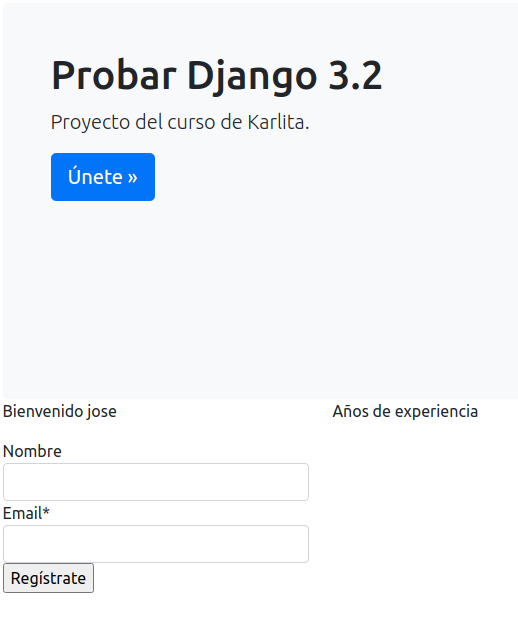 Probar Django 3.2
Proyecto del curso de Karlita.
Únete »
Bienvenido jose
Años de experiencia
Nombre
Email*
Regístrate